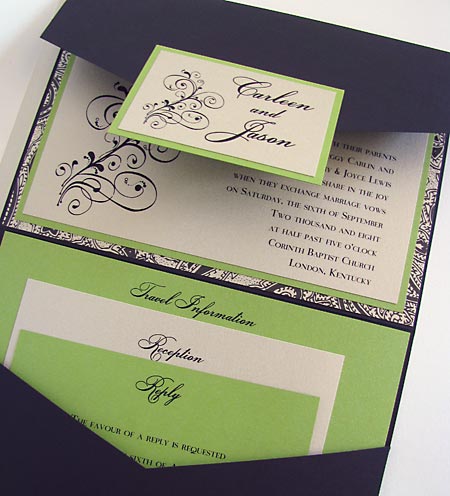 Carleen
and
Jason
their parents
ggy Carlin and
y & Joyce Lewis
share in the joy
when they exchange marriage vows
on Saturday, the sixth of September
Two thousand and eight
at half past five o'clock
Corinth Baptist Church
London, Kentucky
Travel Information
Reception
Reply
The favour of a reply is requested
sixth of